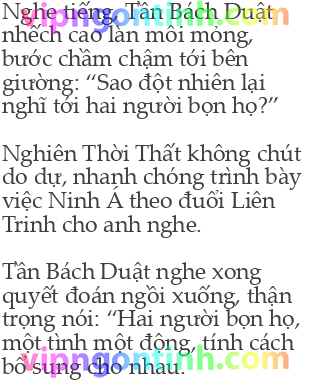 Nghe tiếng, Tần Bách Duật
nhếch cao làn môi mỏng,
bước chầm chậm tới bên
giường: “Sao đột nhiên lại
nghĩ tới hai người bọn họ?”
Nghiên Thời Thất không chút
do dự, nhanh chóng trình bày
việc Ninh Á theo đuổi Liên
Trinh cho anh nghe.
Tần Bách Duật nghe xong
quyết đoán ngồi xuống, thận
trọng nói: “Hai người bọn họ,
một tình một động, tính cách
bổ sung cho nhau.
vipngontinh.com
vipngontinh.com